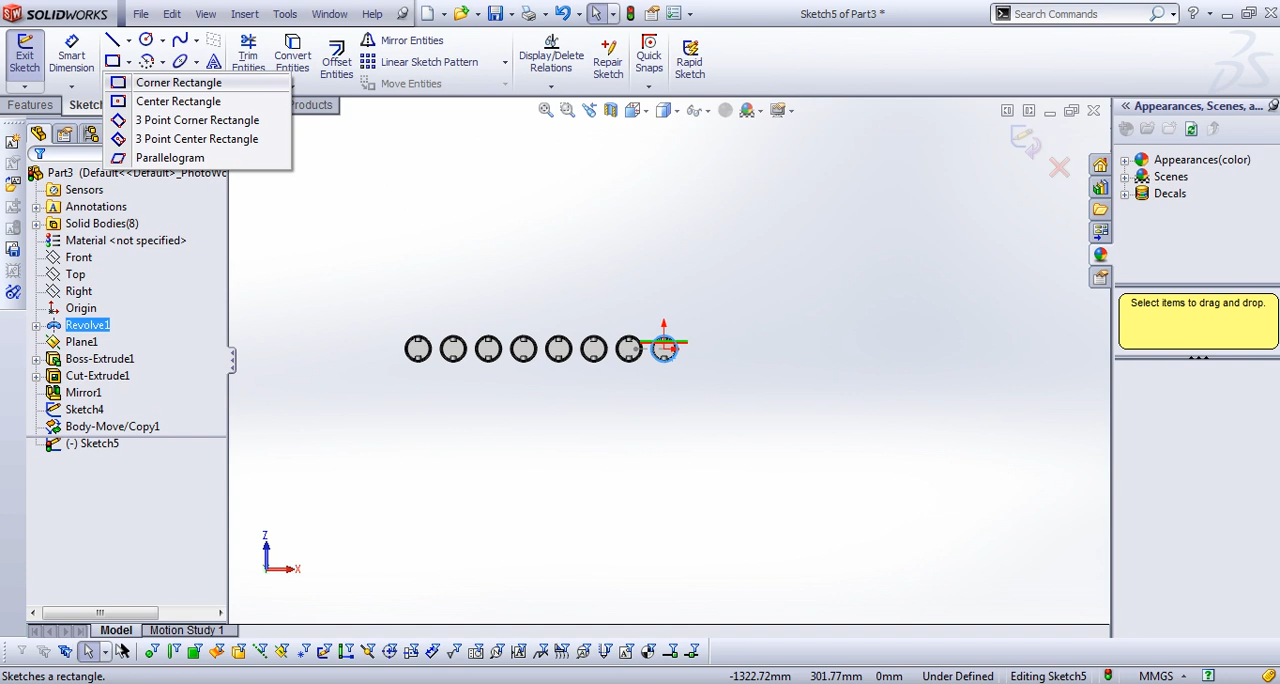 SOLIDWORKS File Edit View Insert Tools Window Help Sketch5 of Part3 * Search Commands
Exit Sketch
Smart Dimension
Trim Entities
Convert Entities
Offset Entities
Mirror Entities
Linear Sketch Pattern
Move Entities
Display/Delete Relations
Repair Sketch
Quick Snaps
Rapid Sketch
Corner Rectangle
Center Rectangle
3 Point Corner Rectangle
3 Point Center Rectangle
Parallelogram
Features Sketch
Part3 (Default<<Default>_PhotoWo
Sensors
Annotations
Solid Bodies(8)
Material <not specified>
Front
Top
Right
Origin
Revolve1
Plane1
Boss-Extrude1
Cut-Extrude1
Mirror1
Sketch4
Body-Move/Copy1
(-) Sketch5
Z
X
Appearances, Scenes, a...
Appearances(color)
Scenes
Decals
Select items to drag and drop.
Model Motion Study 1
Sketches a rectangle. -1322.72mm 301.77mm 0mm Under Defined Editing Sketch5 MMGS